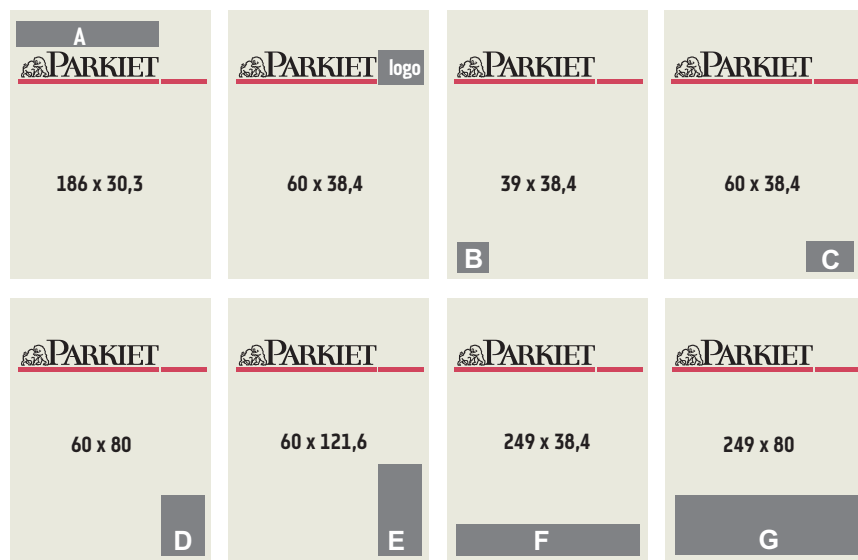 A
PARKIET
186 x 30,3
PARKIET
logo
60 x 38,4
PARKIET
39 x 38,4
B
PARKIET
60 x 38,4
C
PARKIET
60 x 80
D
PARKIET
60 x 121,6
E
PARKIET
249 x 38,4
F
PARKIET
249 x 80
G